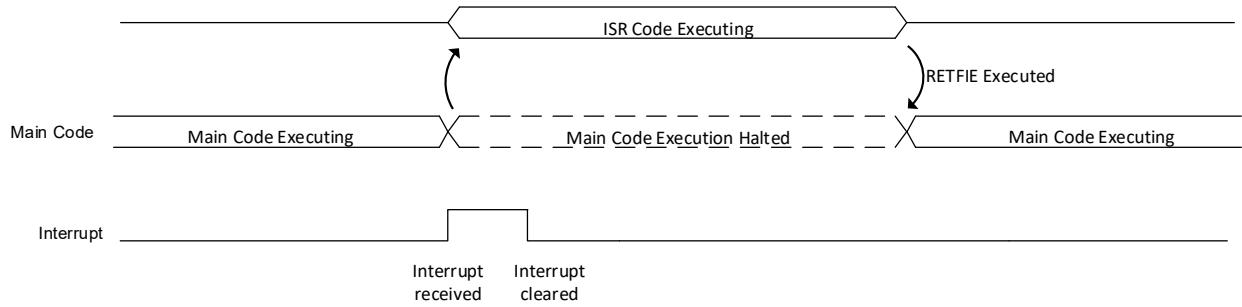 ISR Code Executing
RETFIE Executed
Main Code
Main Code Executing
Main Code Execution Halted
Main Code Executing
Interrupt
Interrupt
received
Interrupt
cleared